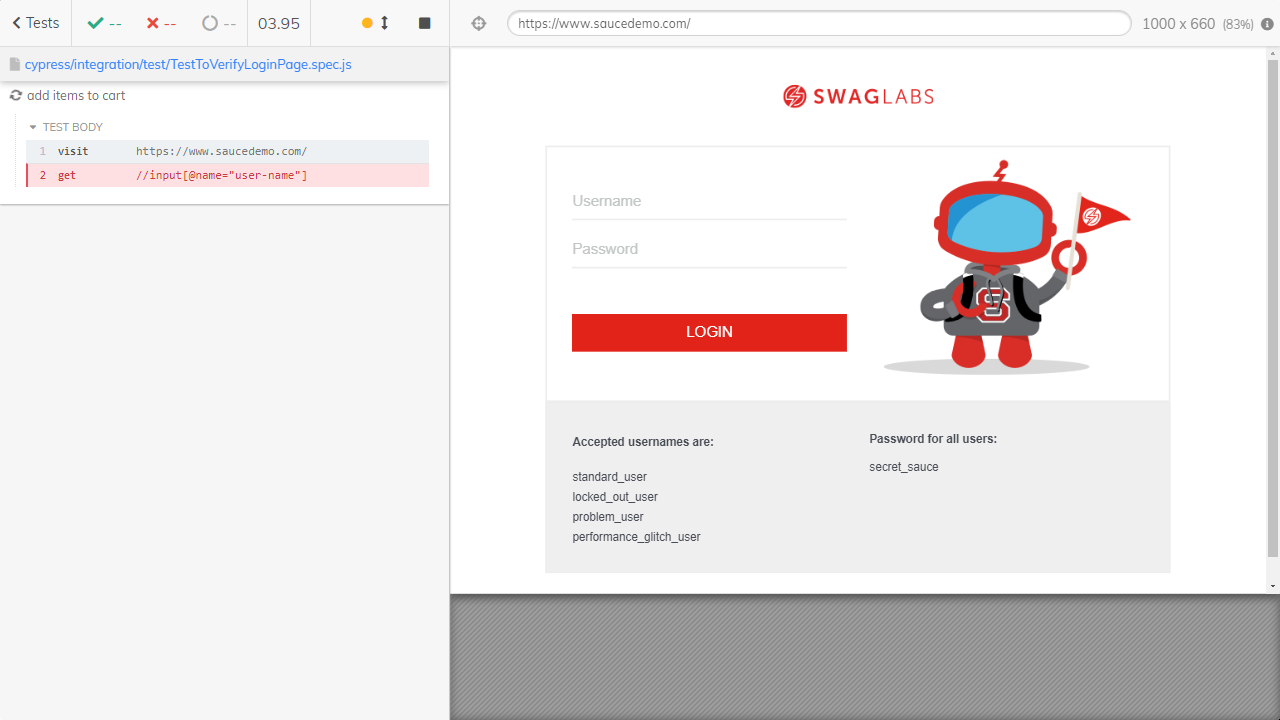 Tests
--
--
--
03.95
https://www.saucedemo.com/
1000 x 660 (83%)
cypress/integration/test/TestToVerifyLoginPage.spec.js
add items to cart
TEST BODY
1 visit https://www.saucedemo.com/
2 get //input[@name="user-name"]
SWAGLABS
Username
Password
LOGIN
S
Accepted usernames are:
standard_user
locked_out_user
problem_user
performance_glitch_user
Password for all users:
secret_sauce